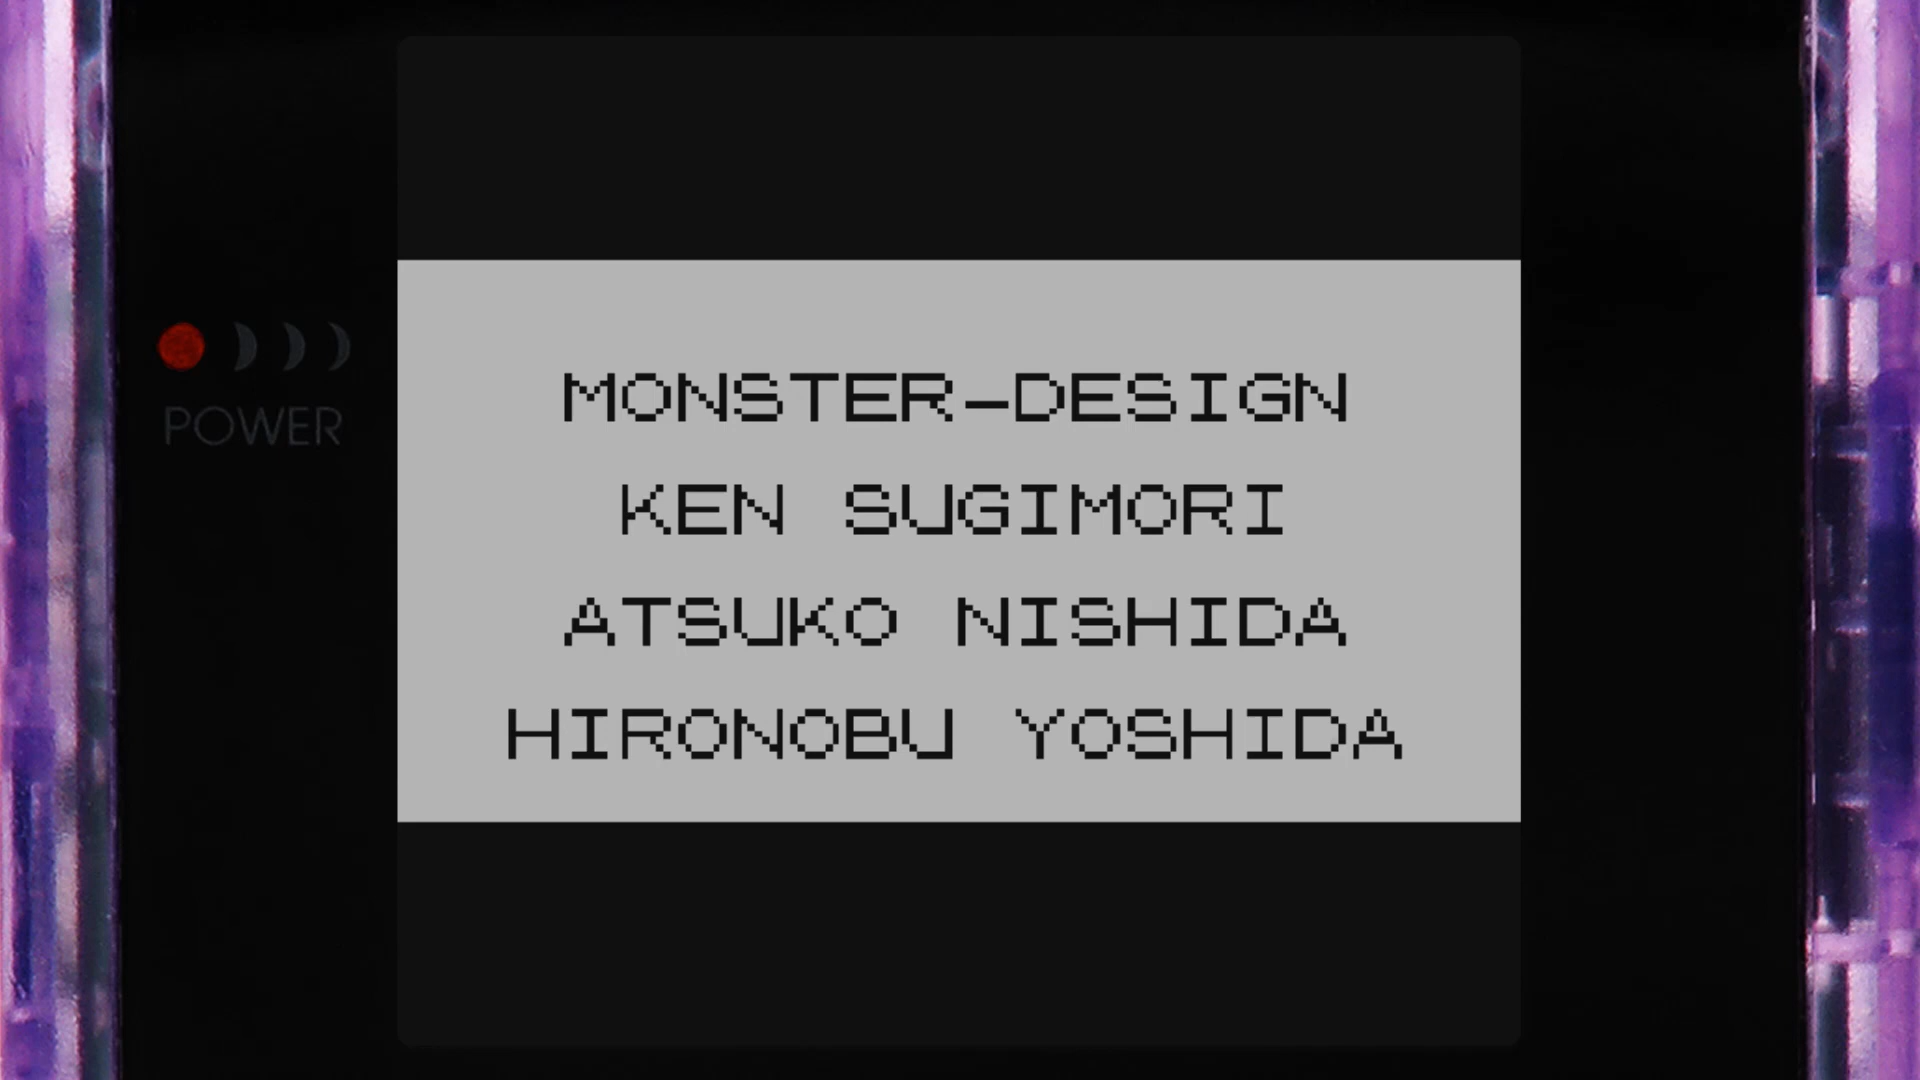 POWER
MONSTER-DESIGN
KEN SUGIMORI
ATSUKO NISHIDA
HIRONOBU YOSHIDA